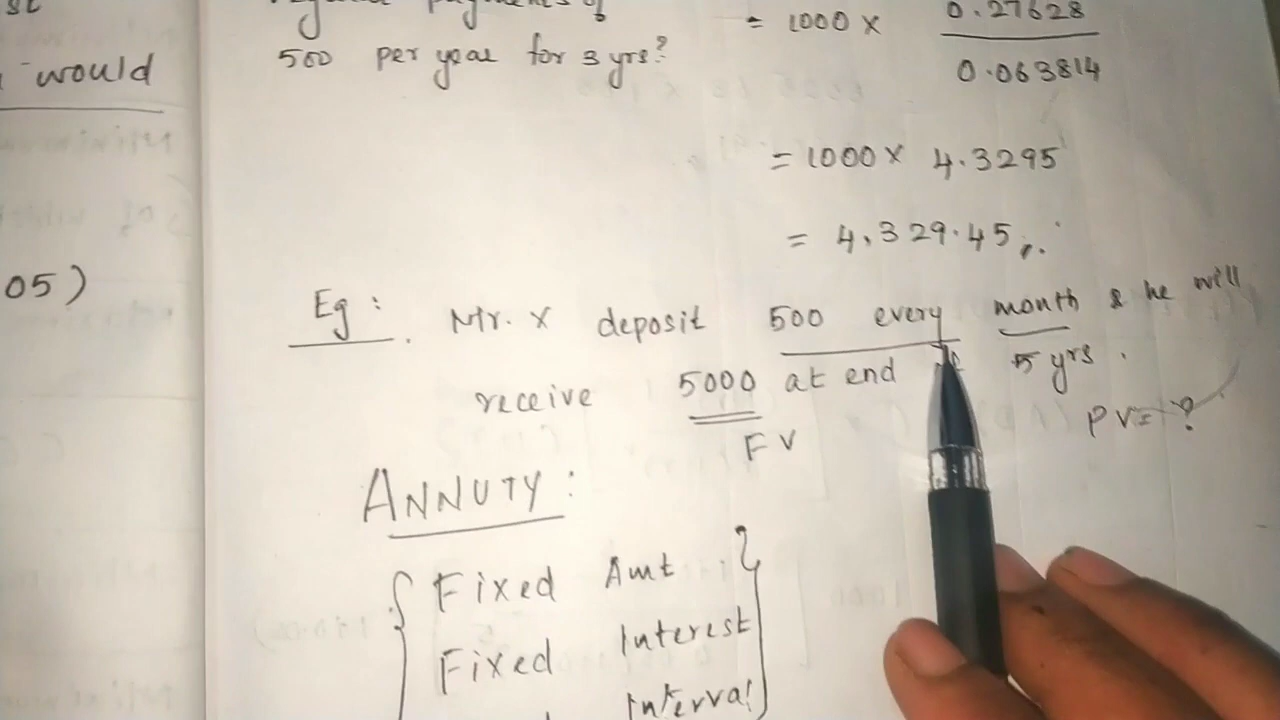 would
05)
payments of
500 per year for 3 yrs?
= 1000 x 0.27628
0.063814
= 1000 x 4.3295
= 4,329.45
Eg : Mr. X deposit 500 every month & he will
receive 5000 at end 5 yrs.
FV
PV = ?
ANNUTY :
{ Fixed Amt }
Fixed Interest
Interval